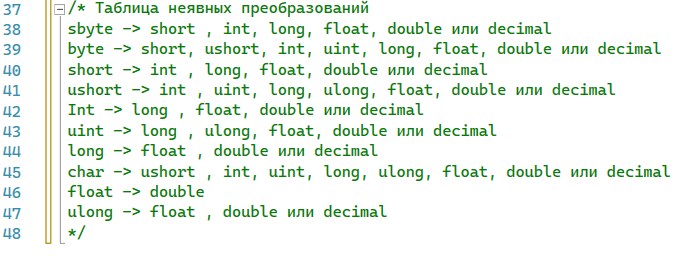 37 /* Таблица неявных преобразований
38 sbyte -> short , int, long, float, double или decimal
39 byte -> short, ushort, int, uint, long, float, double или decimal
40 short -> int , long, float, double или decimal
41 ushort -> int , uint, long, ulong, float, double или decimal
42 Int -> long , float, double или decimal
43 uint -> long , ulong, float, double или decimal
44 long -> float , double или decimal
45 char -> ushort , int, uint, long, ulong, float, double или decimal
46 float -> double
47 ulong -> float , double или decimal
48 */